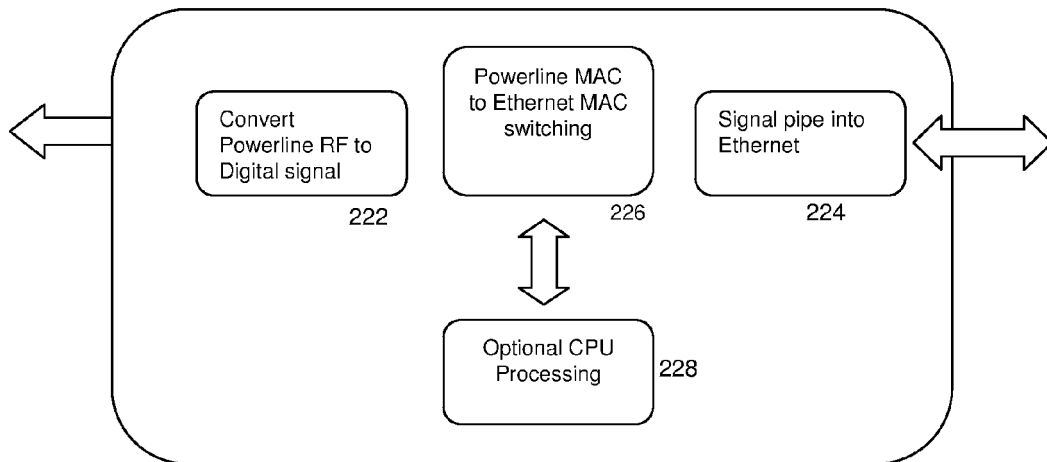 Convert
Powerline RF to
Digital signal
222
Powerline MAC
to Ethernet MAC
switching
226
Signal pipe into
Ethernet
224
Optional CPU
Processing
228